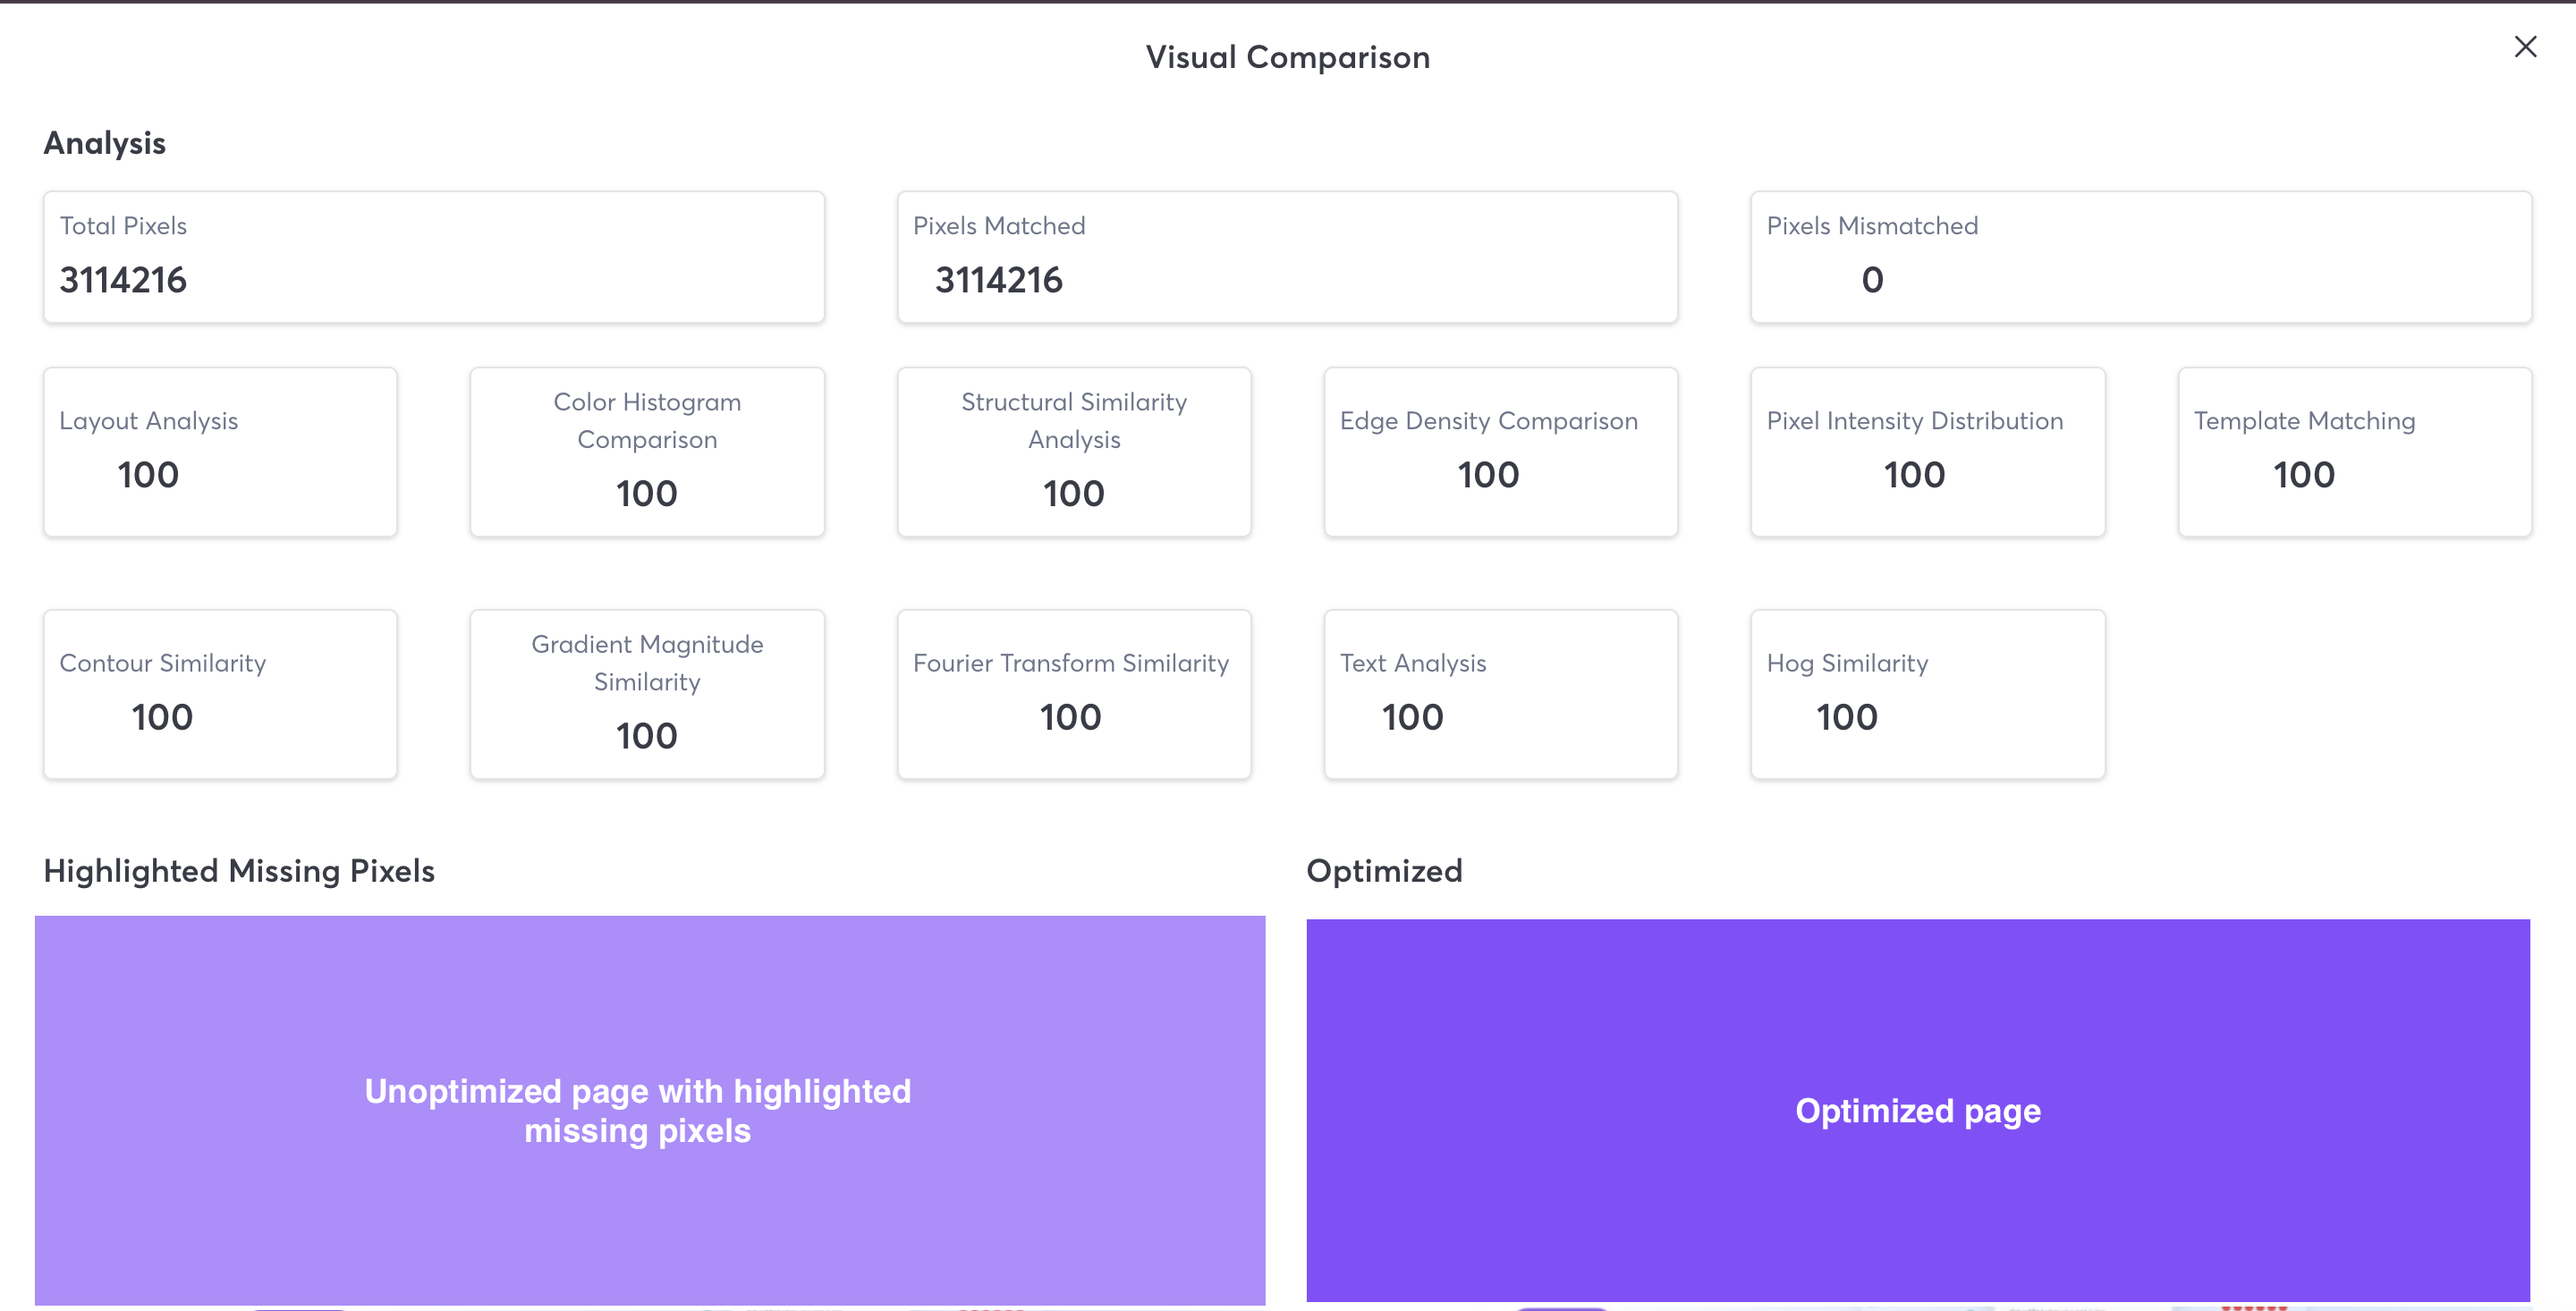 Visual Comparison
Analysis
Total Pixels
3114216
Pixels Matched
3114216
Pixels Mismatched
0
Layout Analysis
100
Color Histogram
Comparison
100
Structural Similarity
Analysis
100
Edge Density Comparison
100
Pixel Intensity Distribution
100
Template Matching
100
Contour Similarity
100
Gradient Magnitude
Similarity
100
Fourier Transform Similarity
100
Text Analysis
100
Hog Similarity
100
Highlighted Missing Pixels
Unoptimized page with highlighted
missing pixels
Optimized
Optimized page